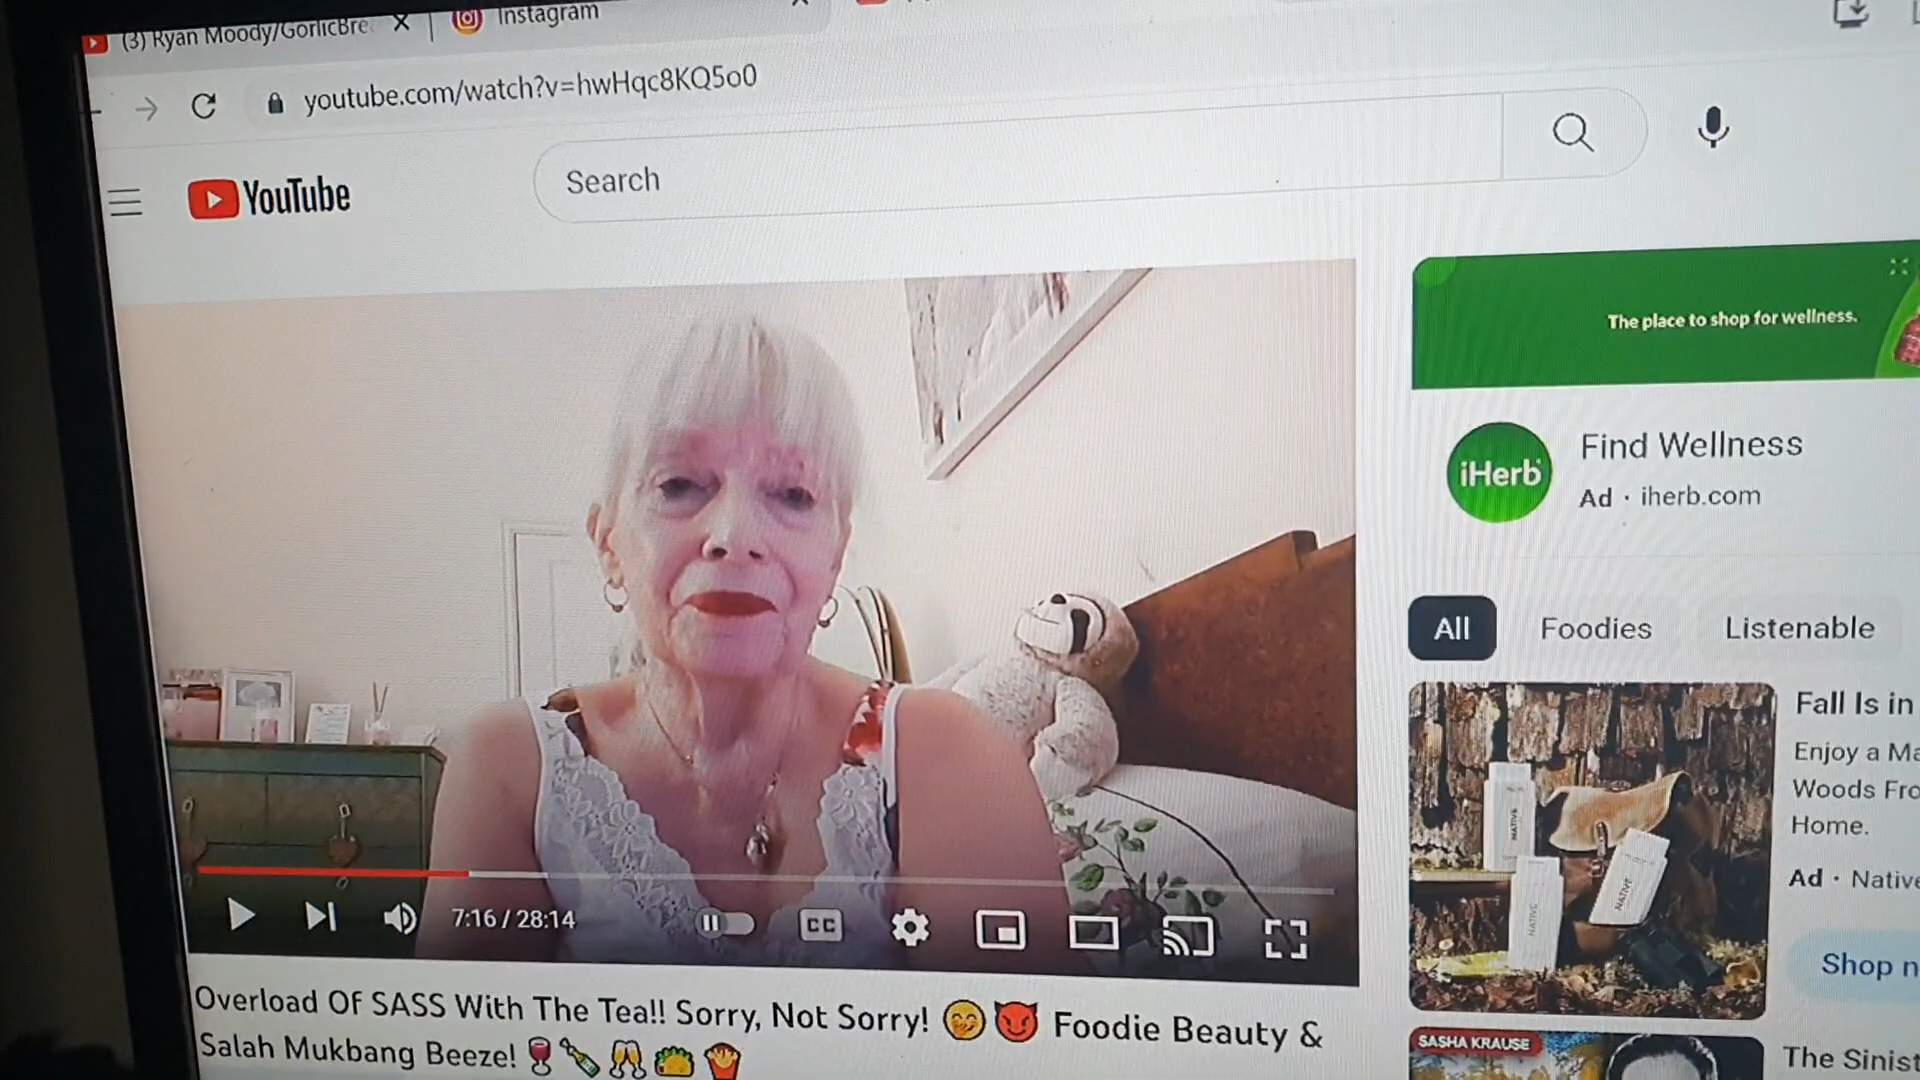 (3) Ryan Moody/GorlicBre
Instagram
youtube.com/watch?v=hwHqc8KQ5o0
YouTube
Search
The place to shop for wellness.
iHerb
Find Wellness
Ad · iherb.com
All
Foodies
Listenable
Fall Is in
Enjoy a Ma
Woods Fro
Home.
Ad · Native
Shop n
NATIVE
NATIVE
NATIVE
7:16 / 28:14
CC
Overload Of SASS With The Tea!! Sorry, Not Sorry! 🤭😈 Foodie Beauty &
Salah Mukbang Beeze! 🍷🍾🥂🌮🍟
SASHA KRAUSE
The Sinist